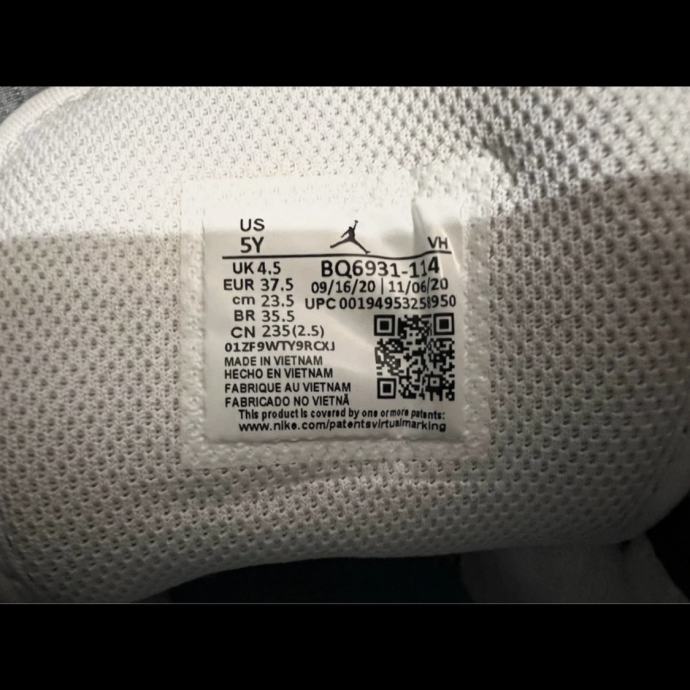 US
5Y
VH
UK 4.5
BQ6931-114
EUR 37.5
09/16/20 | 11/06/20
cm 23.5
UPC 00194953258950
BR 35.5
CN 235(2.5)
01ZF9WTY9RCXJ
MADE IN VIETNAM
HECHO EN VIETNAM
FABRIQUE AU VIETNAM
FABRICADO NO VIETNÃ
This product is covered by one or more patents:
www.nike.com/patentsvirtualmarking